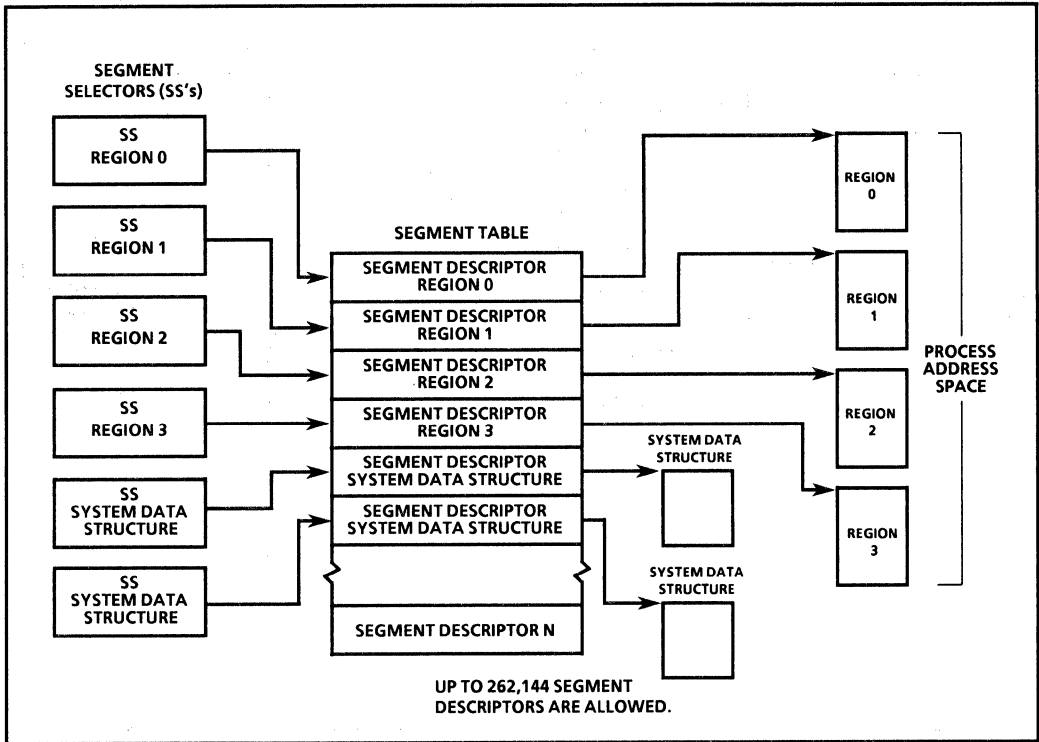 SEGMENT
SELECTORS (SS's)
SS
REGION 0
SS
REGION 1
SS
REGION 2
SS
REGION 3
SS
SYSTEM DATA
STRUCTURE
SS
SYSTEM DATA
STRUCTURE
SEGMENT TABLE
SEGMENT DESCRIPTOR
REGION 0
SEGMENT DESCRIPTOR
REGION 1
SEGMENT DESCRIPTOR
REGION 2
SEGMENT DESCRIPTOR
REGION 3
SEGMENT DESCRIPTOR
SYSTEM DATA STRUCTURE
SEGMENT DESCRIPTOR
SYSTEM DATA STRUCTURE
SEGMENT DESCRIPTOR N
UP TO 262,144 SEGMENT
DESCRIPTORS ARE ALLOWED.
SYSTEM DATA
STRUCTURE
SYSTEM DATA
STRUCTURE
REGION
0
REGION
1
REGION
2
REGION
3
PROCESS
ADDRESS
SPACE